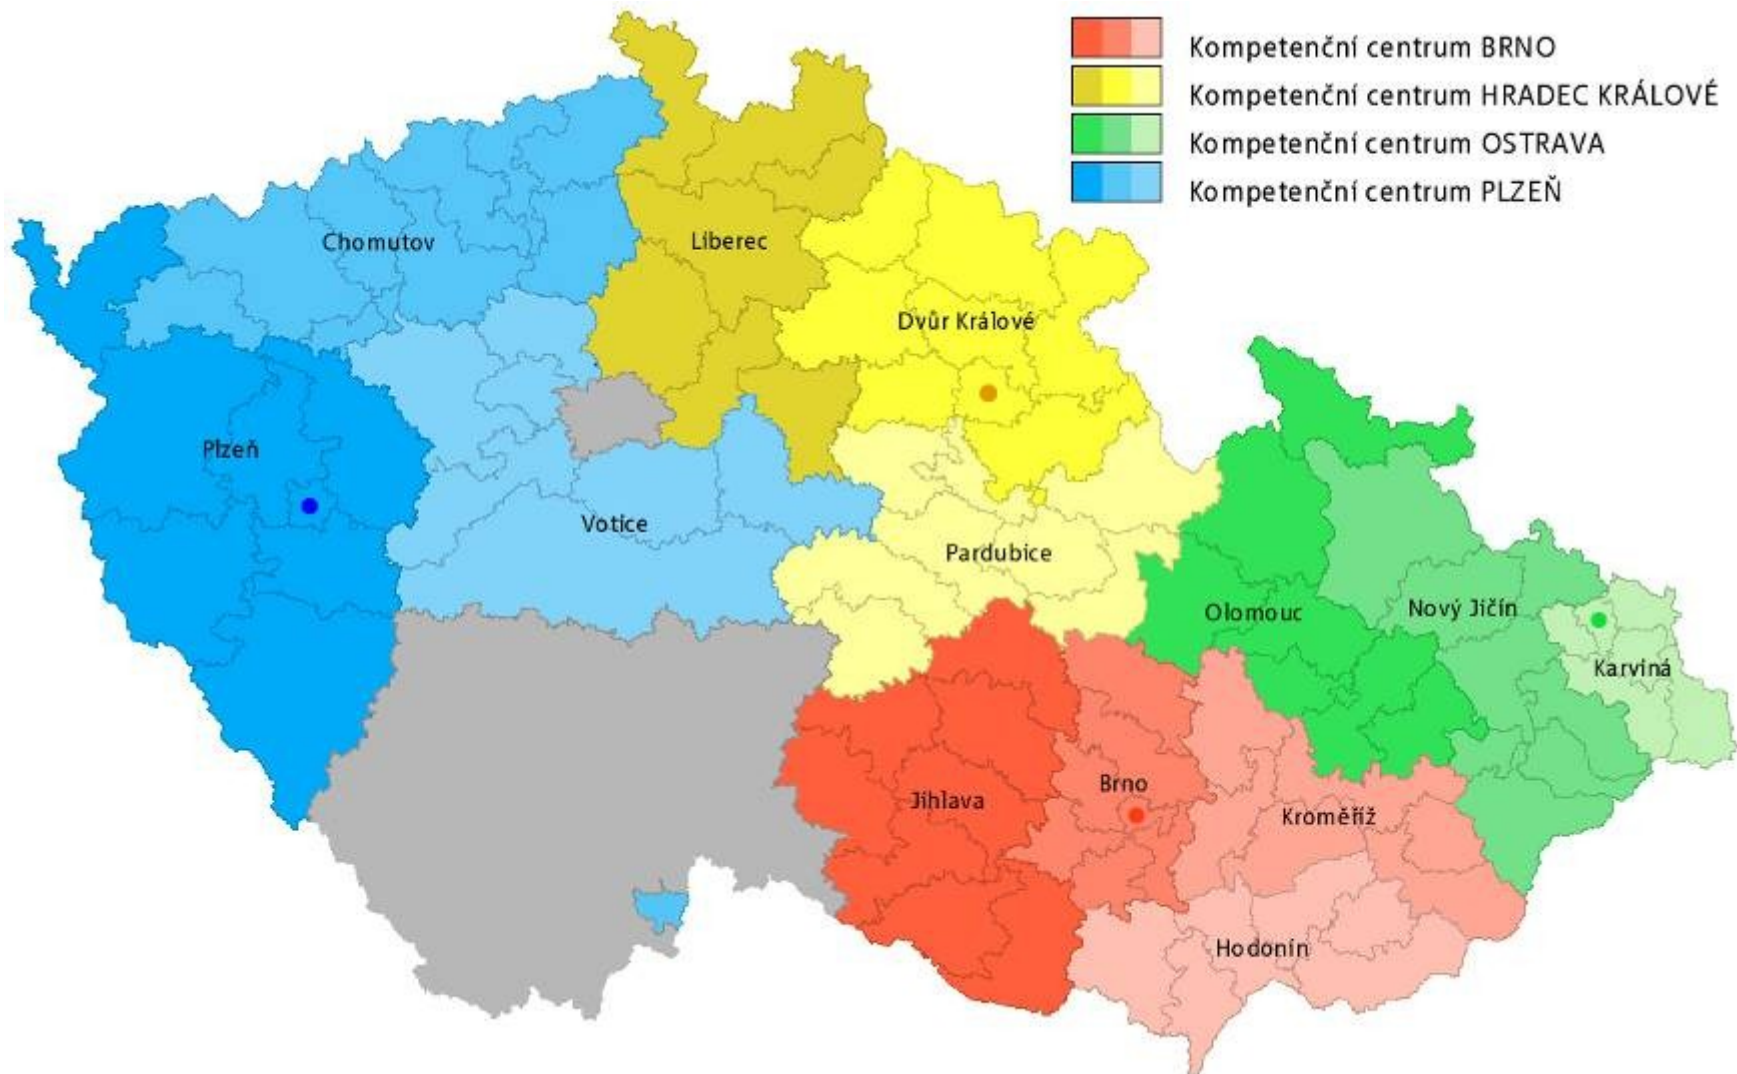 Kompetenční centrum BRNO
Kompetenční centrum HRADEC KRÁLOVÉ
Kompetenční centrum OSTRAVA
Kompetenční centrum PLZEŇ
Chomutov
Liberec
Dvůr Králové
Plzeň
Votice
Pardubice
Olomouc
Nový Jičín
Karviná
Jihlava
Brno
Kroměříž
Hodonín